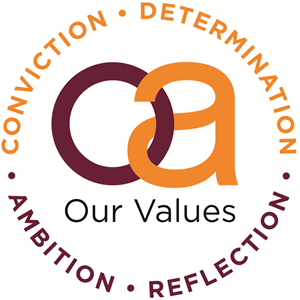 CONVICTION • DETERMINATION
oa
Our Values
• AMBITION • REFLECTION •